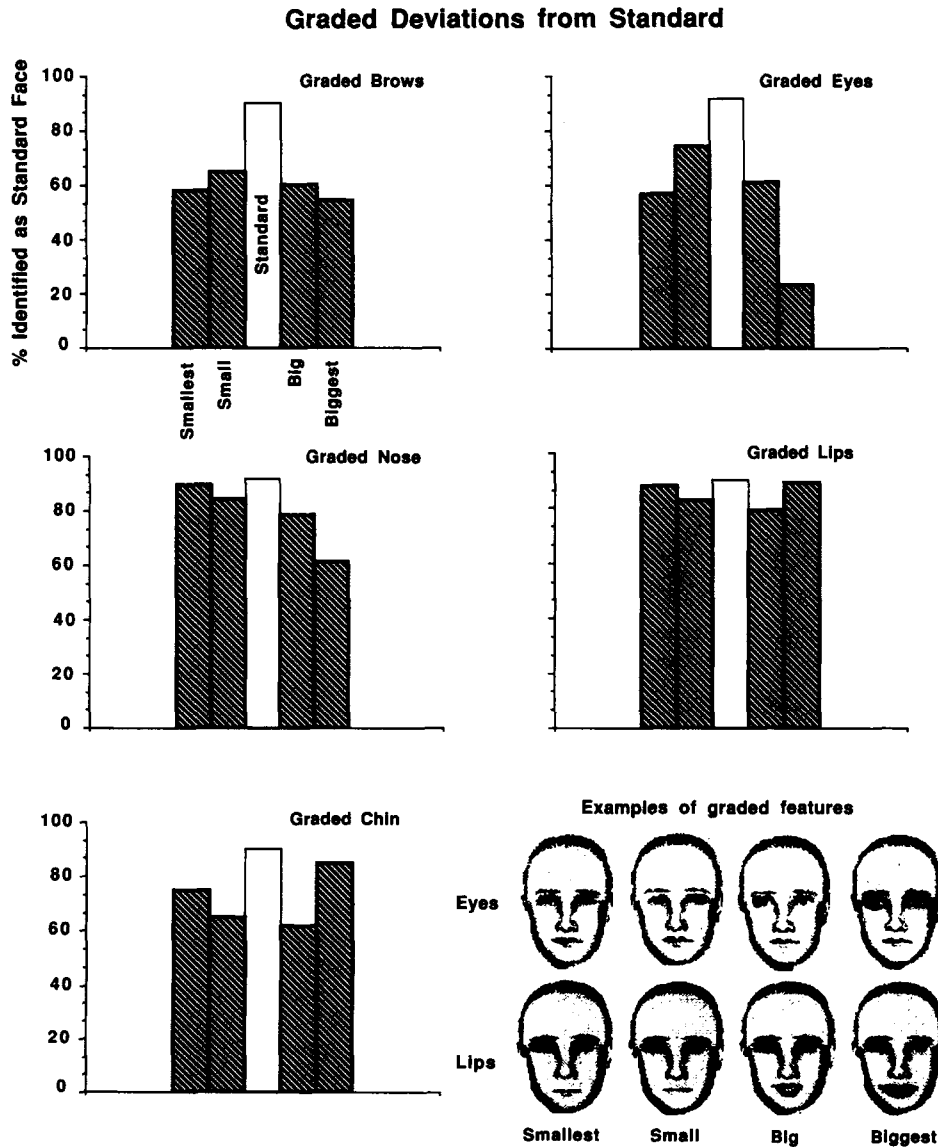 Graded Deviations from Standard
% Identified as Standard Face
Graded Brows
100
80
60
40
20
0
Standard
Smallest
Small
Big
Biggest
Graded Eyes
Graded Nose
100
80
60
40
20
0
Graded Lips
Graded Chin
100
80
60
40
20
0
Examples of graded features
Eyes
Lips
Smallest Small Big Biggest